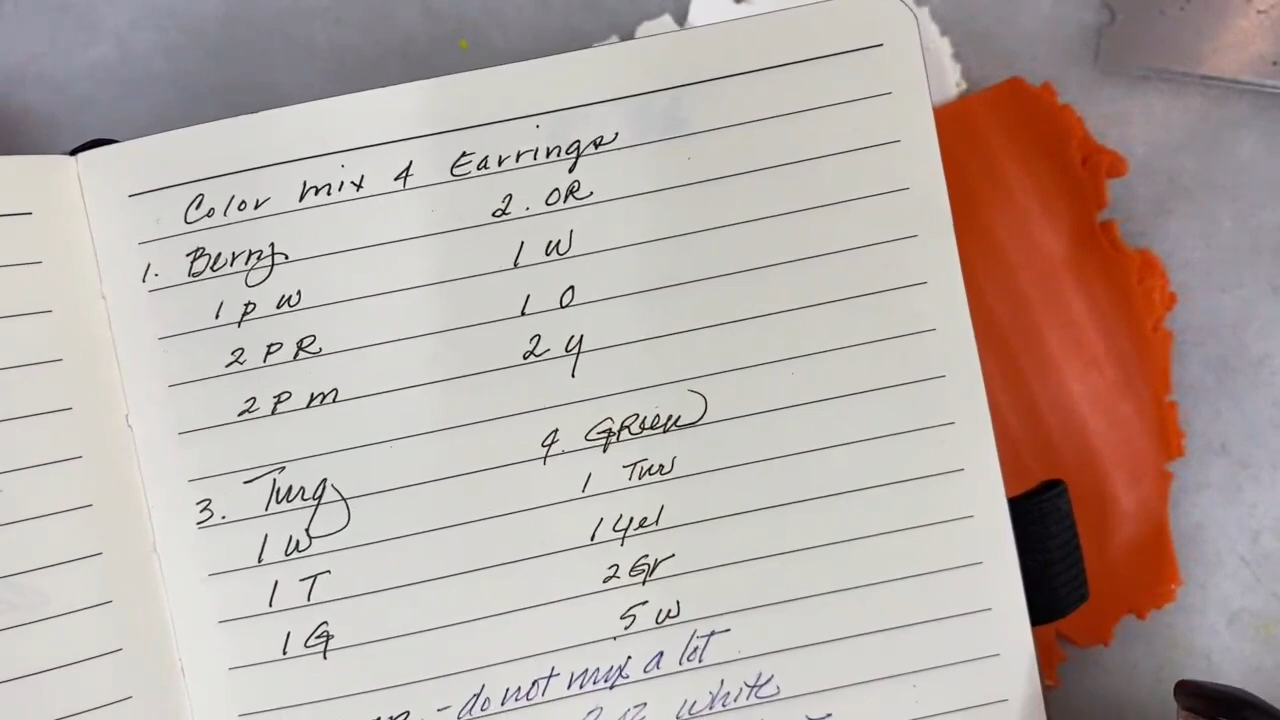 Color mix 4 Earrings
1. Berry
1 P W
2 P R
2 P M
2. OR
1 W
1 O
2 Y
3. Turq
1 W
1 T
1 G
4. GReen
1 Tur
1 Yel
2 Gr
.5 W
- do not mix a lot
white